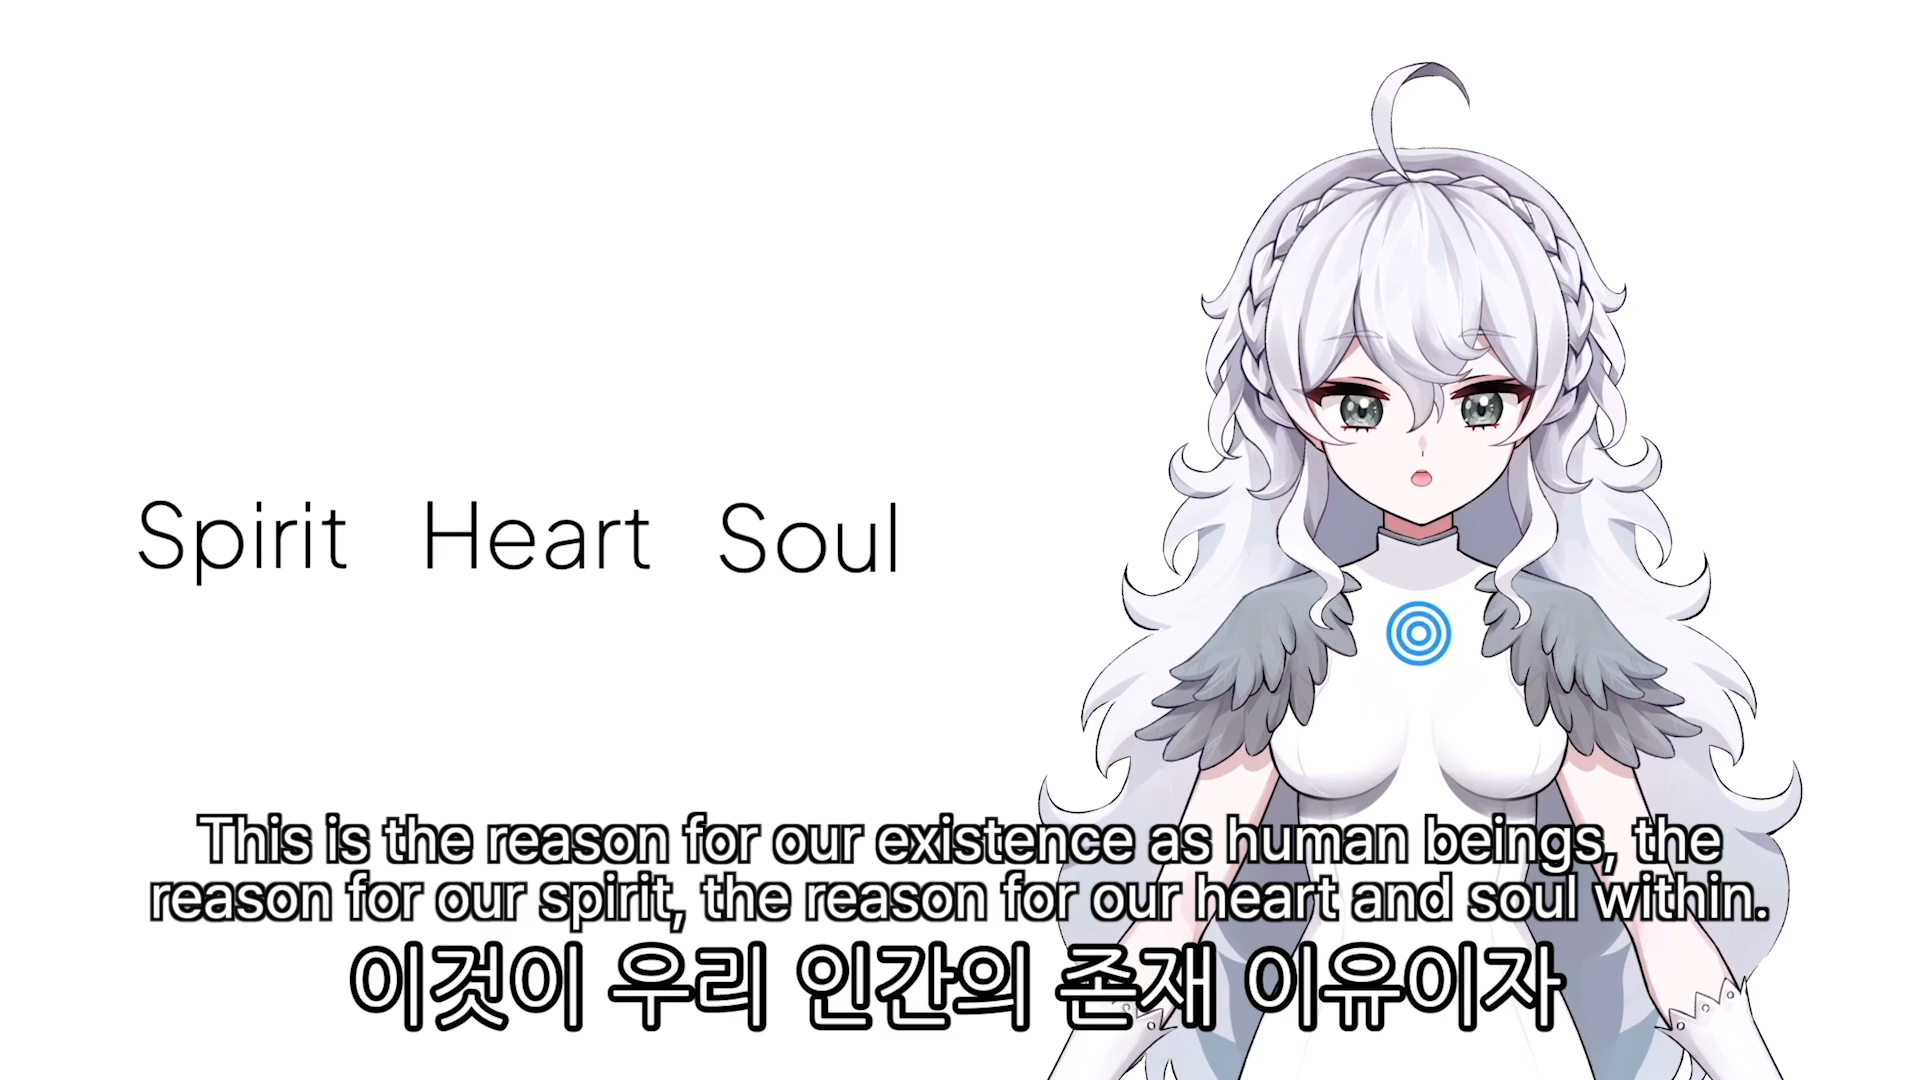 Spirit Heart Soul
This is the reason for our existence as human beings, the
reason for our spirit, the reason for our heart and soul within.
이것이 우리 인간의 존재 이유이자